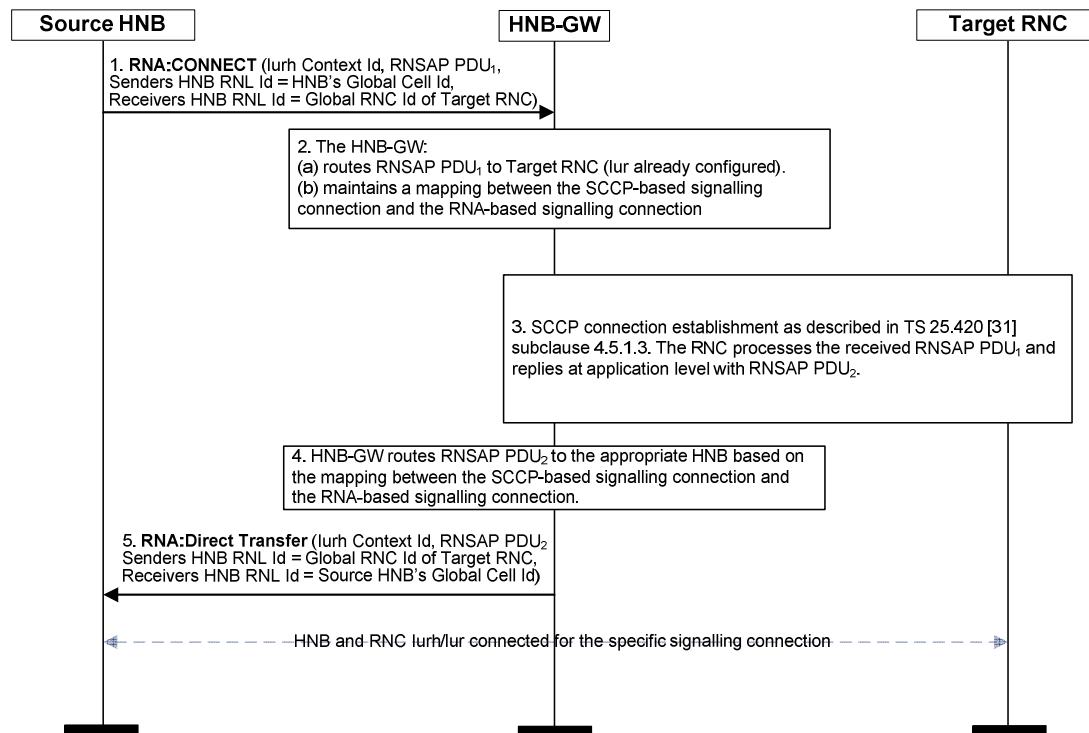 Source HNB
HNB-GW
Target RNC
1. RNA:CONNECT (Iurh Context Id, RNSAP PDU₁,
Senders HNB RNL Id = HNB's Global Cell Id,
Receivers HNB RNL Id = Global RNC Id of Target RNC)
2. The HNB-GW:
(a) routes RNSAP PDU₁ to Target RNC (Iur already configured).
(b) maintains a mapping between the SCCP-based signalling
connection and the RNA-based signalling connection
3. SCCP connection establishment as described in TS 25.420 [31]
subclause 4.5.1.3. The RNC processes the received RNSAP PDU₁ and
replies at application level with RNSAP PDU₂.
4. HNB-GW routes RNSAP PDU₂ to the appropriate HNB based on
the mapping between the SCCP-based signalling connection and
the RNA-based signalling connection.
5. RNA:Direct Transfer (Iurh Context Id, RNSAP PDU₂
Senders HNB RNL Id = Global RNC Id of Target RNC,
Receivers HNB RNL Id = Source HNB's Global Cell Id)
HNB and RNC Iurh/Iur connected for the specific signalling connection